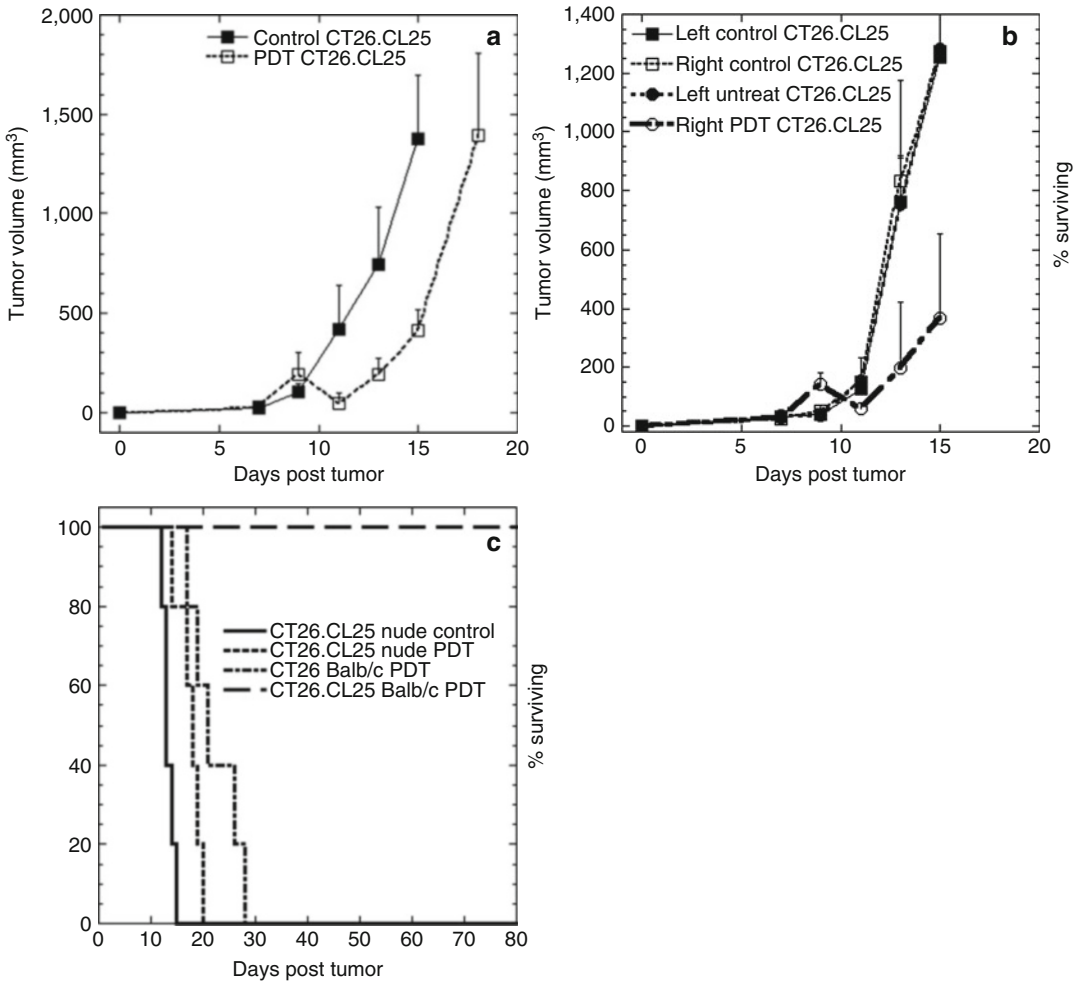 2,000
1,500
1,000
500
0
Tumor volume (mm³)
a
Control CT26.CL25
PDT CT26.CL25
0 5 10 15 20
Days post tumor
1,400
1,200
1,000
800
600
400
200
0
Tumor volume (mm³)
b
Left control CT26.CL25
Right control CT26.CL25
Left untreat CT26.CL25
Right PDT CT26.CL25
% surviving
0 5 10 15 20
Days post tumor
100
80
60
40
20
0
c
CT26.CL25 nude control
CT26.CL25 nude PDT
CT26 Balb/c PDT
CT26.CL25 Balb/c PDT
% surviving
0 10 20 30 40 50 60 70 80
Days post tumor